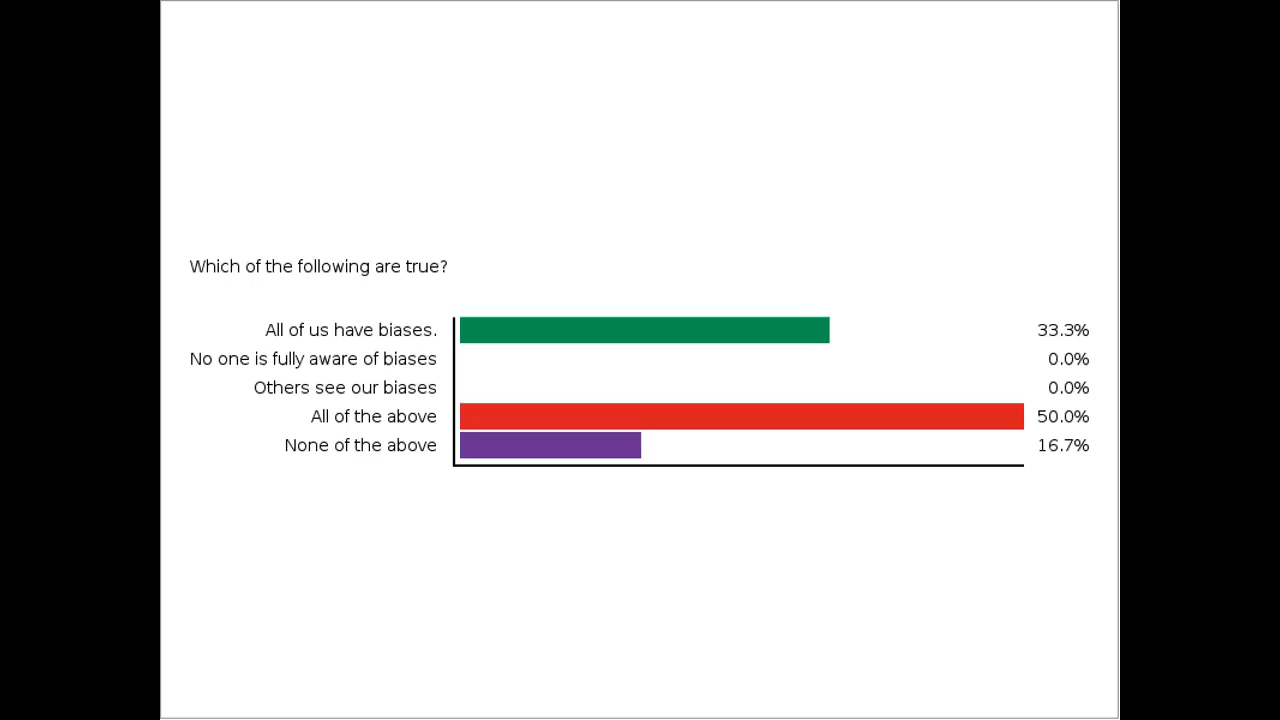 Which of the following are true?
All of us have biases. 33.3%
No one is fully aware of biases 0.0%
Others see our biases 0.0%
All of the above 50.0%
None of the above 16.7%